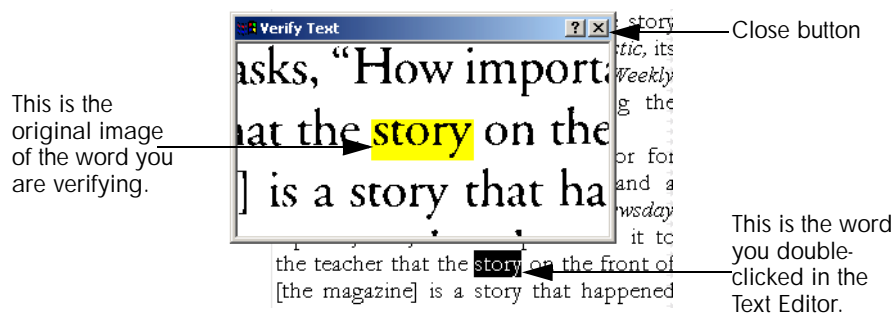 Verify Text
asks, “How importa
hat the story on the
] is a story that ha
story
stic, its
Weekly
g the
or for
and a
wsday
it to
the teacher that the story on the front of
[the magazine] is a story that happened
Close button
This is the
original image
of the word you
are verifying.
This is the word
you double-
clicked in the
Text Editor.